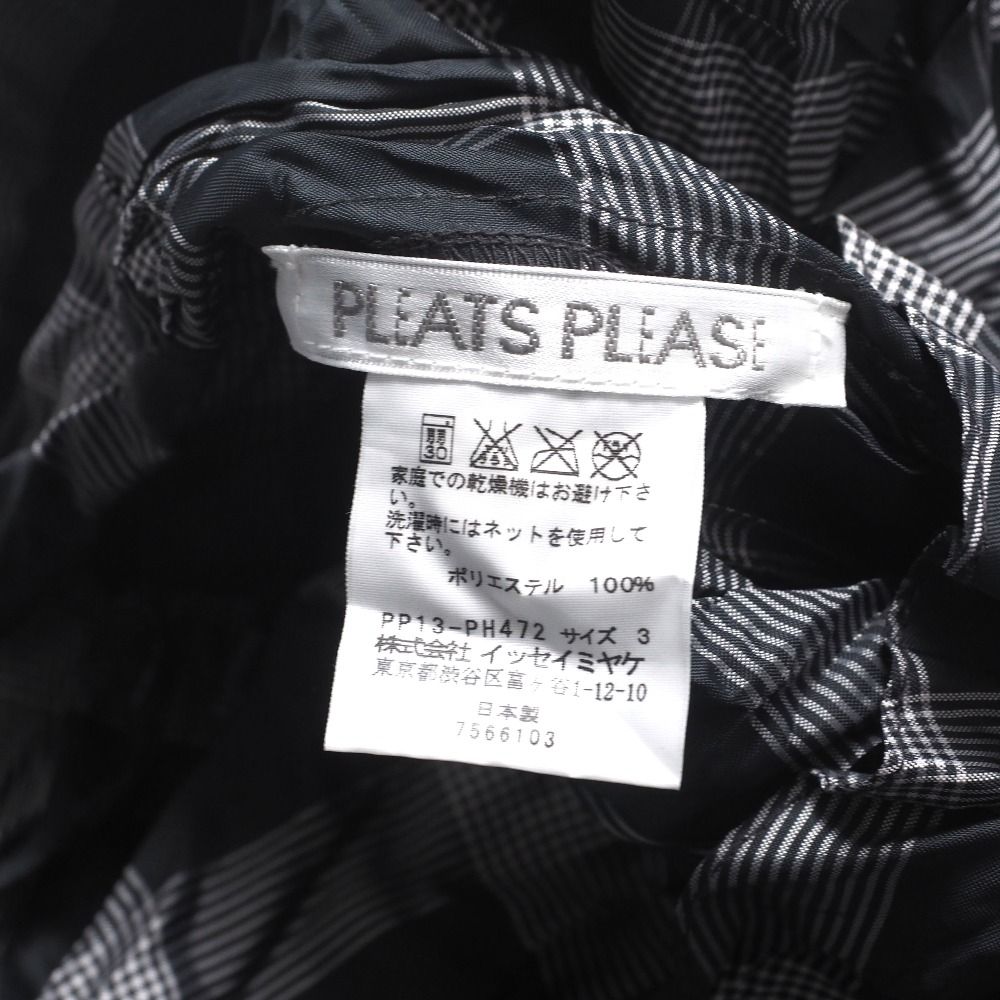 PLEATS PLEASE
30
家庭での乾燥機はお避け下さ
い。
洗濯時にはネットを使用して
下さい。
ポリエステル 100%
PP13-PH472 サイズ 3
株式会社 イッセイミヤケ
東京都渋谷区富ヶ谷1-12-10
日本製
7566103